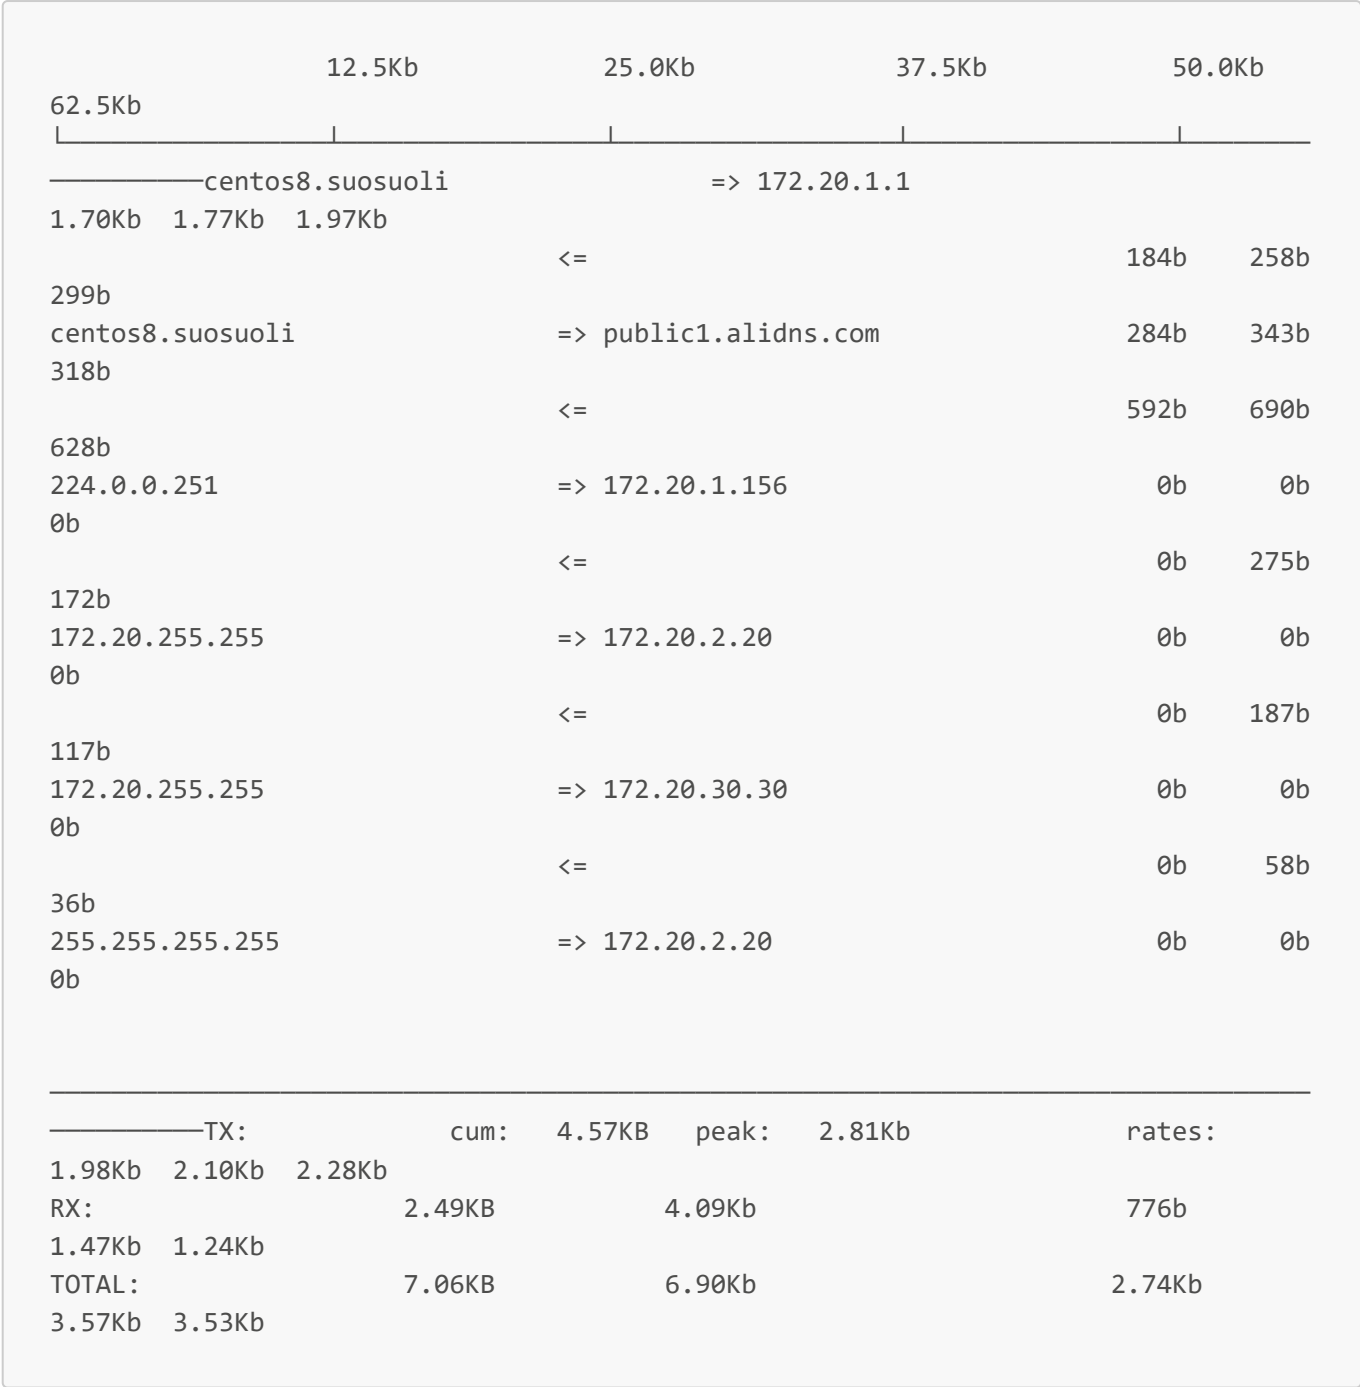 12.5Kb 25.0Kb 37.5Kb 50.0Kb
62.5Kb
└─────────────────┴─────────────────┴──────────────────┴─────────────────┴────────
──────────centos8.suosuoli => 172.20.1.1
1.70Kb 1.77Kb 1.97Kb
<= 184b 258b
299b
centos8.suosuoli => public1.alidns.com 284b 343b
318b
<= 592b 690b
628b
224.0.0.251 => 172.20.1.156 0b 0b
0b
<= 0b 275b
172b
172.20.255.255 => 172.20.2.20 0b 0b
0b
<= 0b 187b
117b
172.20.255.255 => 172.20.30.30 0b 0b
0b
<= 0b 58b
36b
255.255.255.255 => 172.20.2.20 0b 0b
0b
──────────────────────────────────────────────────────────────────────────────────
──────────TX: cum: 4.57KB peak: 2.81Kb rates:
1.98Kb 2.10Kb 2.28Kb
RX: 2.49KB 4.09Kb 776b
1.47Kb 1.24Kb
TOTAL: 7.06KB 6.90Kb 2.74Kb
3.57Kb 3.53Kb